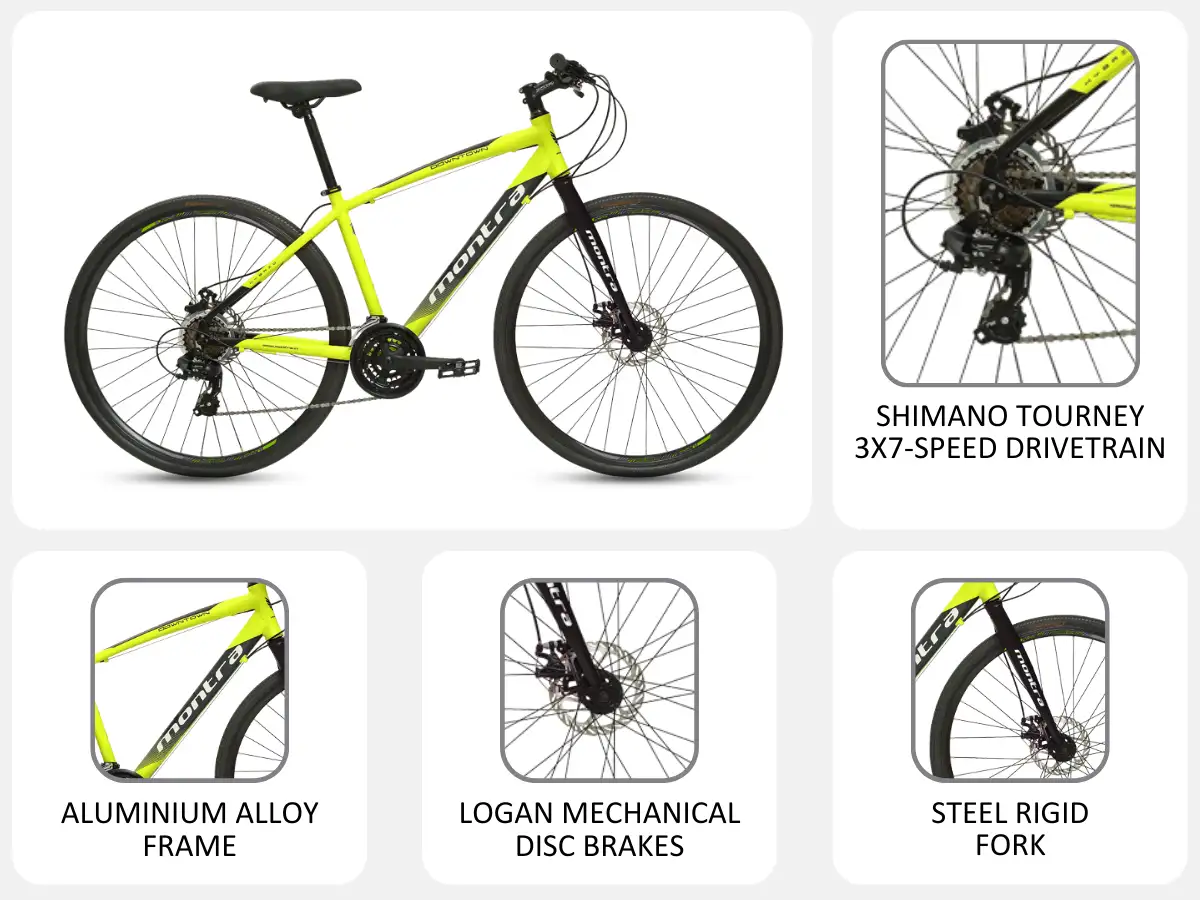 DOWNTOWN
montra
montra
HYBRID
SHIMANO TOURNEY
3X7-SPEED DRIVETRAIN
DOWNTOWN
montra
ALUMINIUM ALLOY
FRAME
LOGAN MECHANICAL
DISC BRAKES
montra
STEEL RIGID
FORK